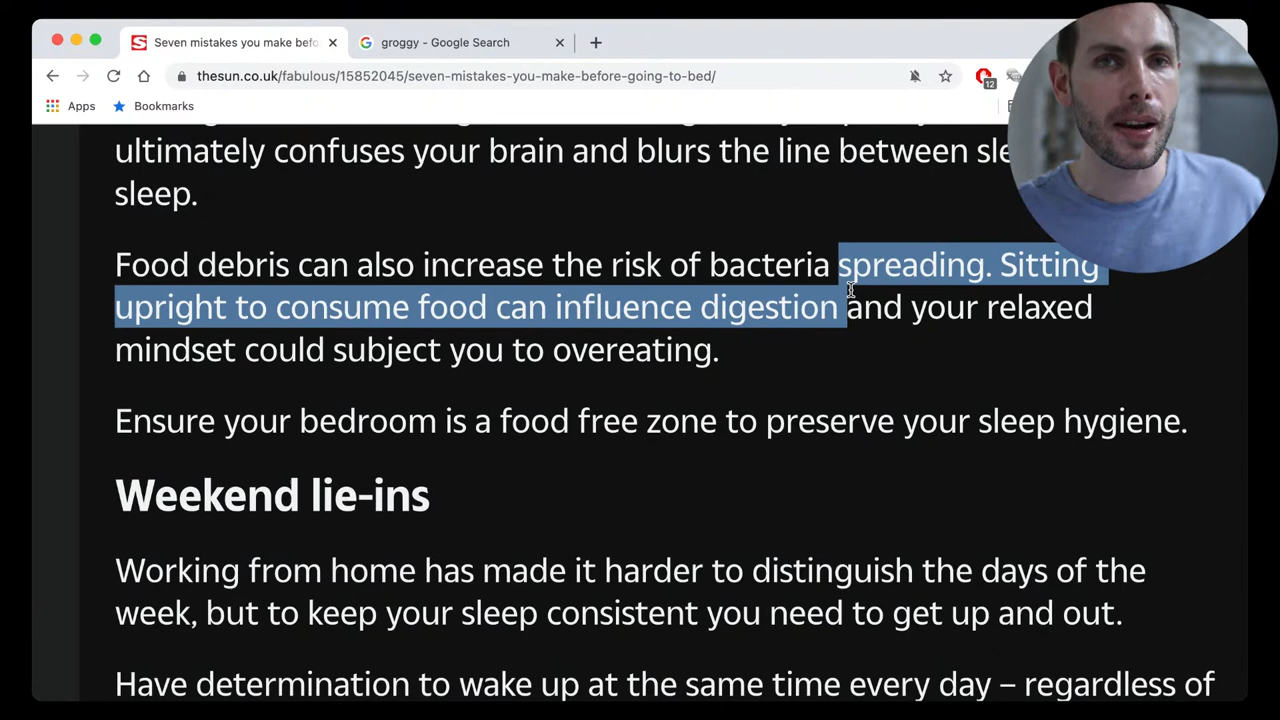 Seven mistakes you make befo
groggy - Google Search
thesun.co.uk/fabulous/15852045/seven-mistakes-you-make-before-going-to-bed/
12
Apps
Bookmarks
ultimately confuses your brain and blurs the line between
sleep.
Food debris can also increase the risk of bacteria spreading. Sitting
upright to consume food can influence digestion and your relaxed
mindset could subject you to overeating.
Ensure your bedroom is a food free zone to preserve your sleep hygiene.
Weekend lie-ins
Working from home has made it harder to distinguish the days of the
week, but to keep your sleep consistent you need to get up and out.
Have determination to wake up at the same time every day – regardless of